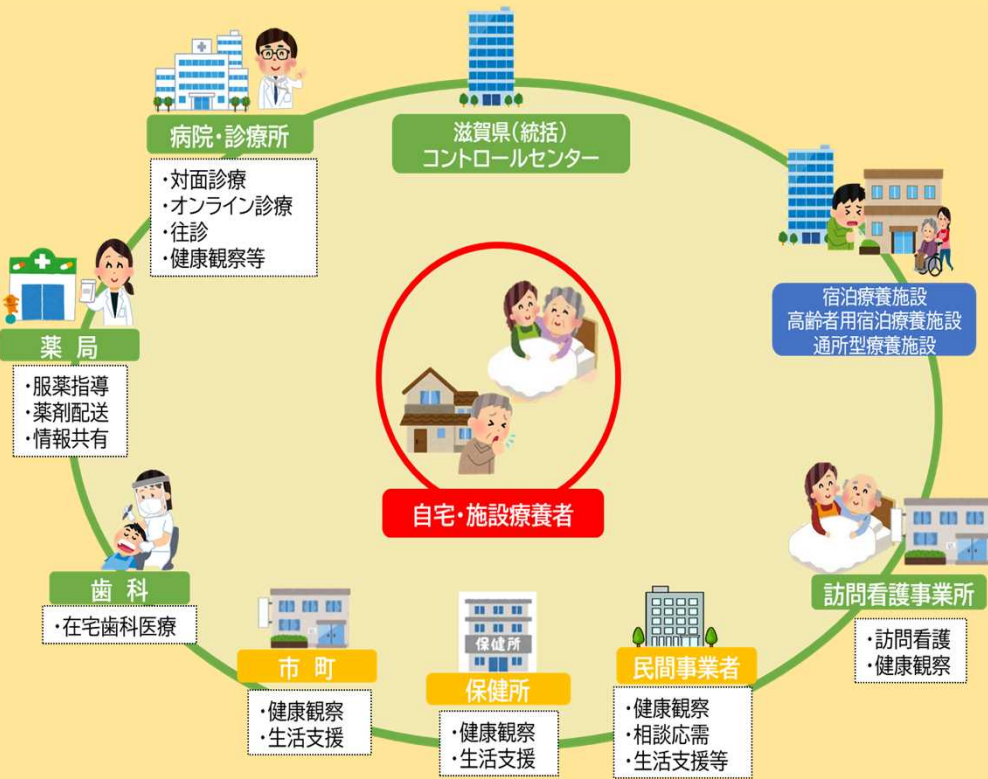 病院・診療所
・対面診療
・オンライン診療
・往診
・健康観察等
滋賀県(統括)
コントロールセンター
宿泊療養施設
高齢者用宿泊療養施設
通所型療養施設
薬局
・服薬指導
・薬剤配送
・情報共有
自宅・施設療養者
歯科
・在宅歯科医療
市町
・健康観察
・生活支援
保健所
保健所
・健康観察
・生活支援
民間事業者
・健康観察
・相談応需
・生活支援等
訪問看護事業所
・訪問看護
・健康観察